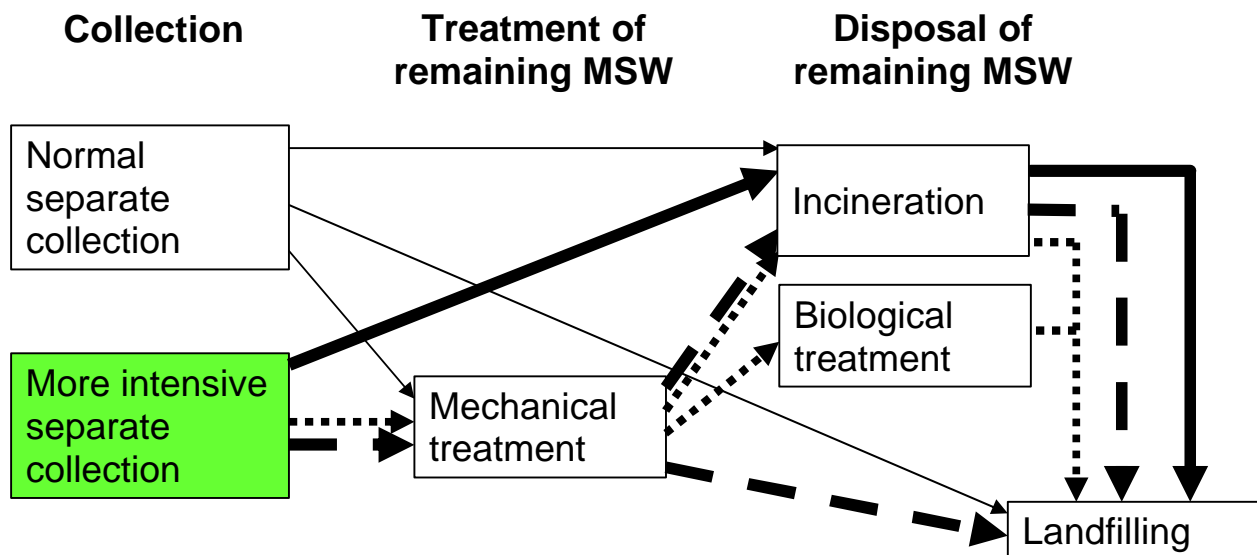 Collection
Treatment of
remaining MSW
Disposal of
remaining MSW
Normal
separate
collection
Incineration
Biological
treatment
More intensive
separate
collection
Mechanical
treatment
Landfilling